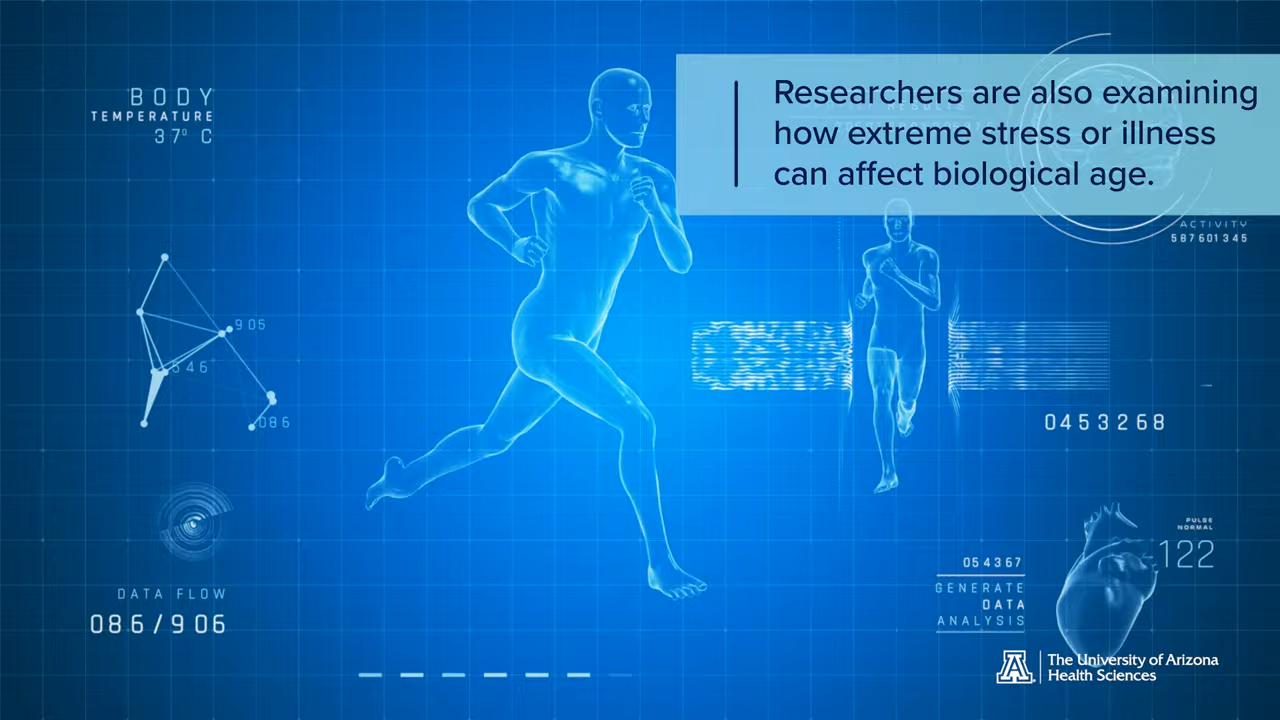 BODY
TEMPERATURE
37° C
Researchers are also examining
how extreme stress or illness
can affect biological age.
ACTIVITY
587601345
905
546
086
0453268
PULSE
NORMAL
122
DATA FLOW
086/906
054367
GENERATE
DATA
ANALYSIS
The University of Arizona
Health Sciences